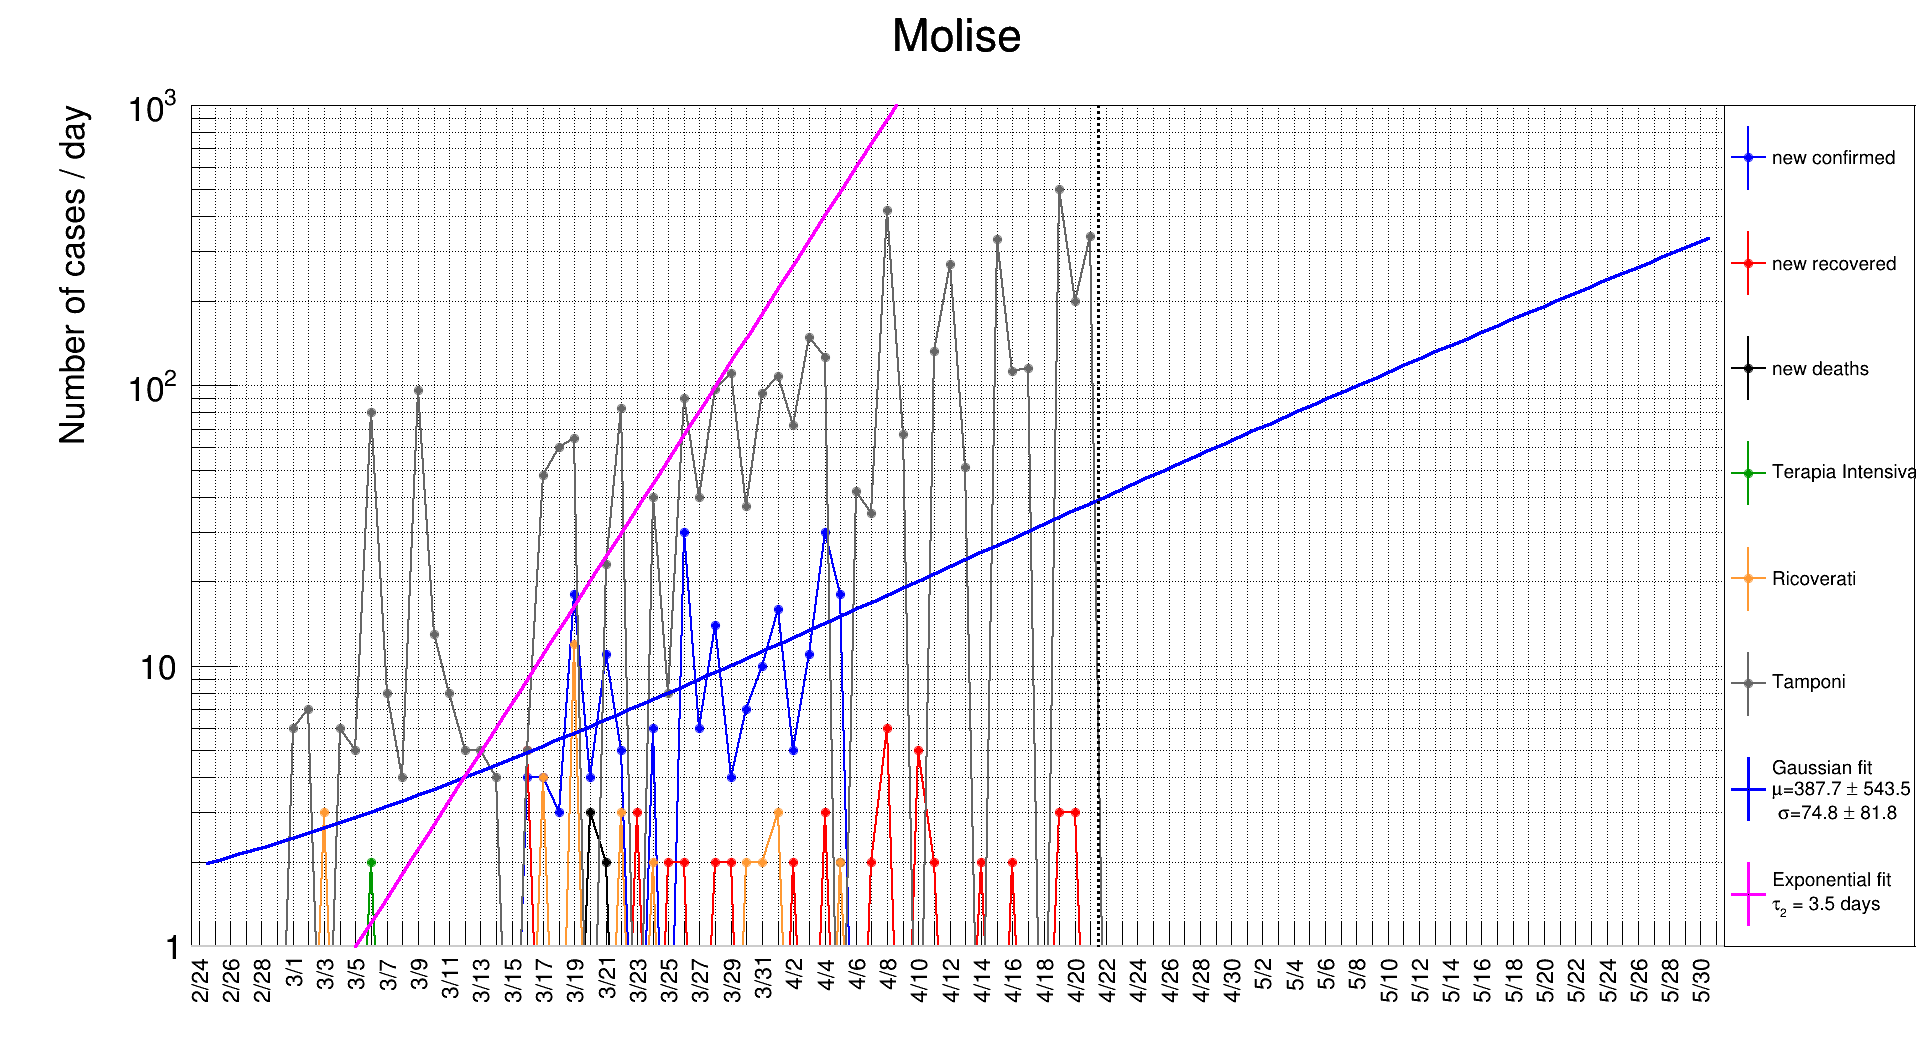 Molise
Number of cases / day
10³
10²
10
1
2/24 2/26 2/28 3/1 3/3 3/5 3/7 3/9 3/11 3/13 3/15 3/17 3/19 3/21 3/23 3/25 3/27 3/29 3/31 4/2 4/4 4/6 4/8 4/10 4/12 4/14 4/16 4/18 4/20 4/22 4/24 4/26 4/28 4/30 5/2 5/4 5/6 5/8 5/10 5/12 5/14 5/16 5/18 5/20 5/22 5/24 5/26 5/28 5/30
new confirmed
new recovered
new deaths
Terapia Intensiva
Ricoverati
Tamponi
Gaussian fit
μ=387.7 ± 543.5
σ=74.8 ± 81.8
Exponential fit
τ₂ = 3.5 days